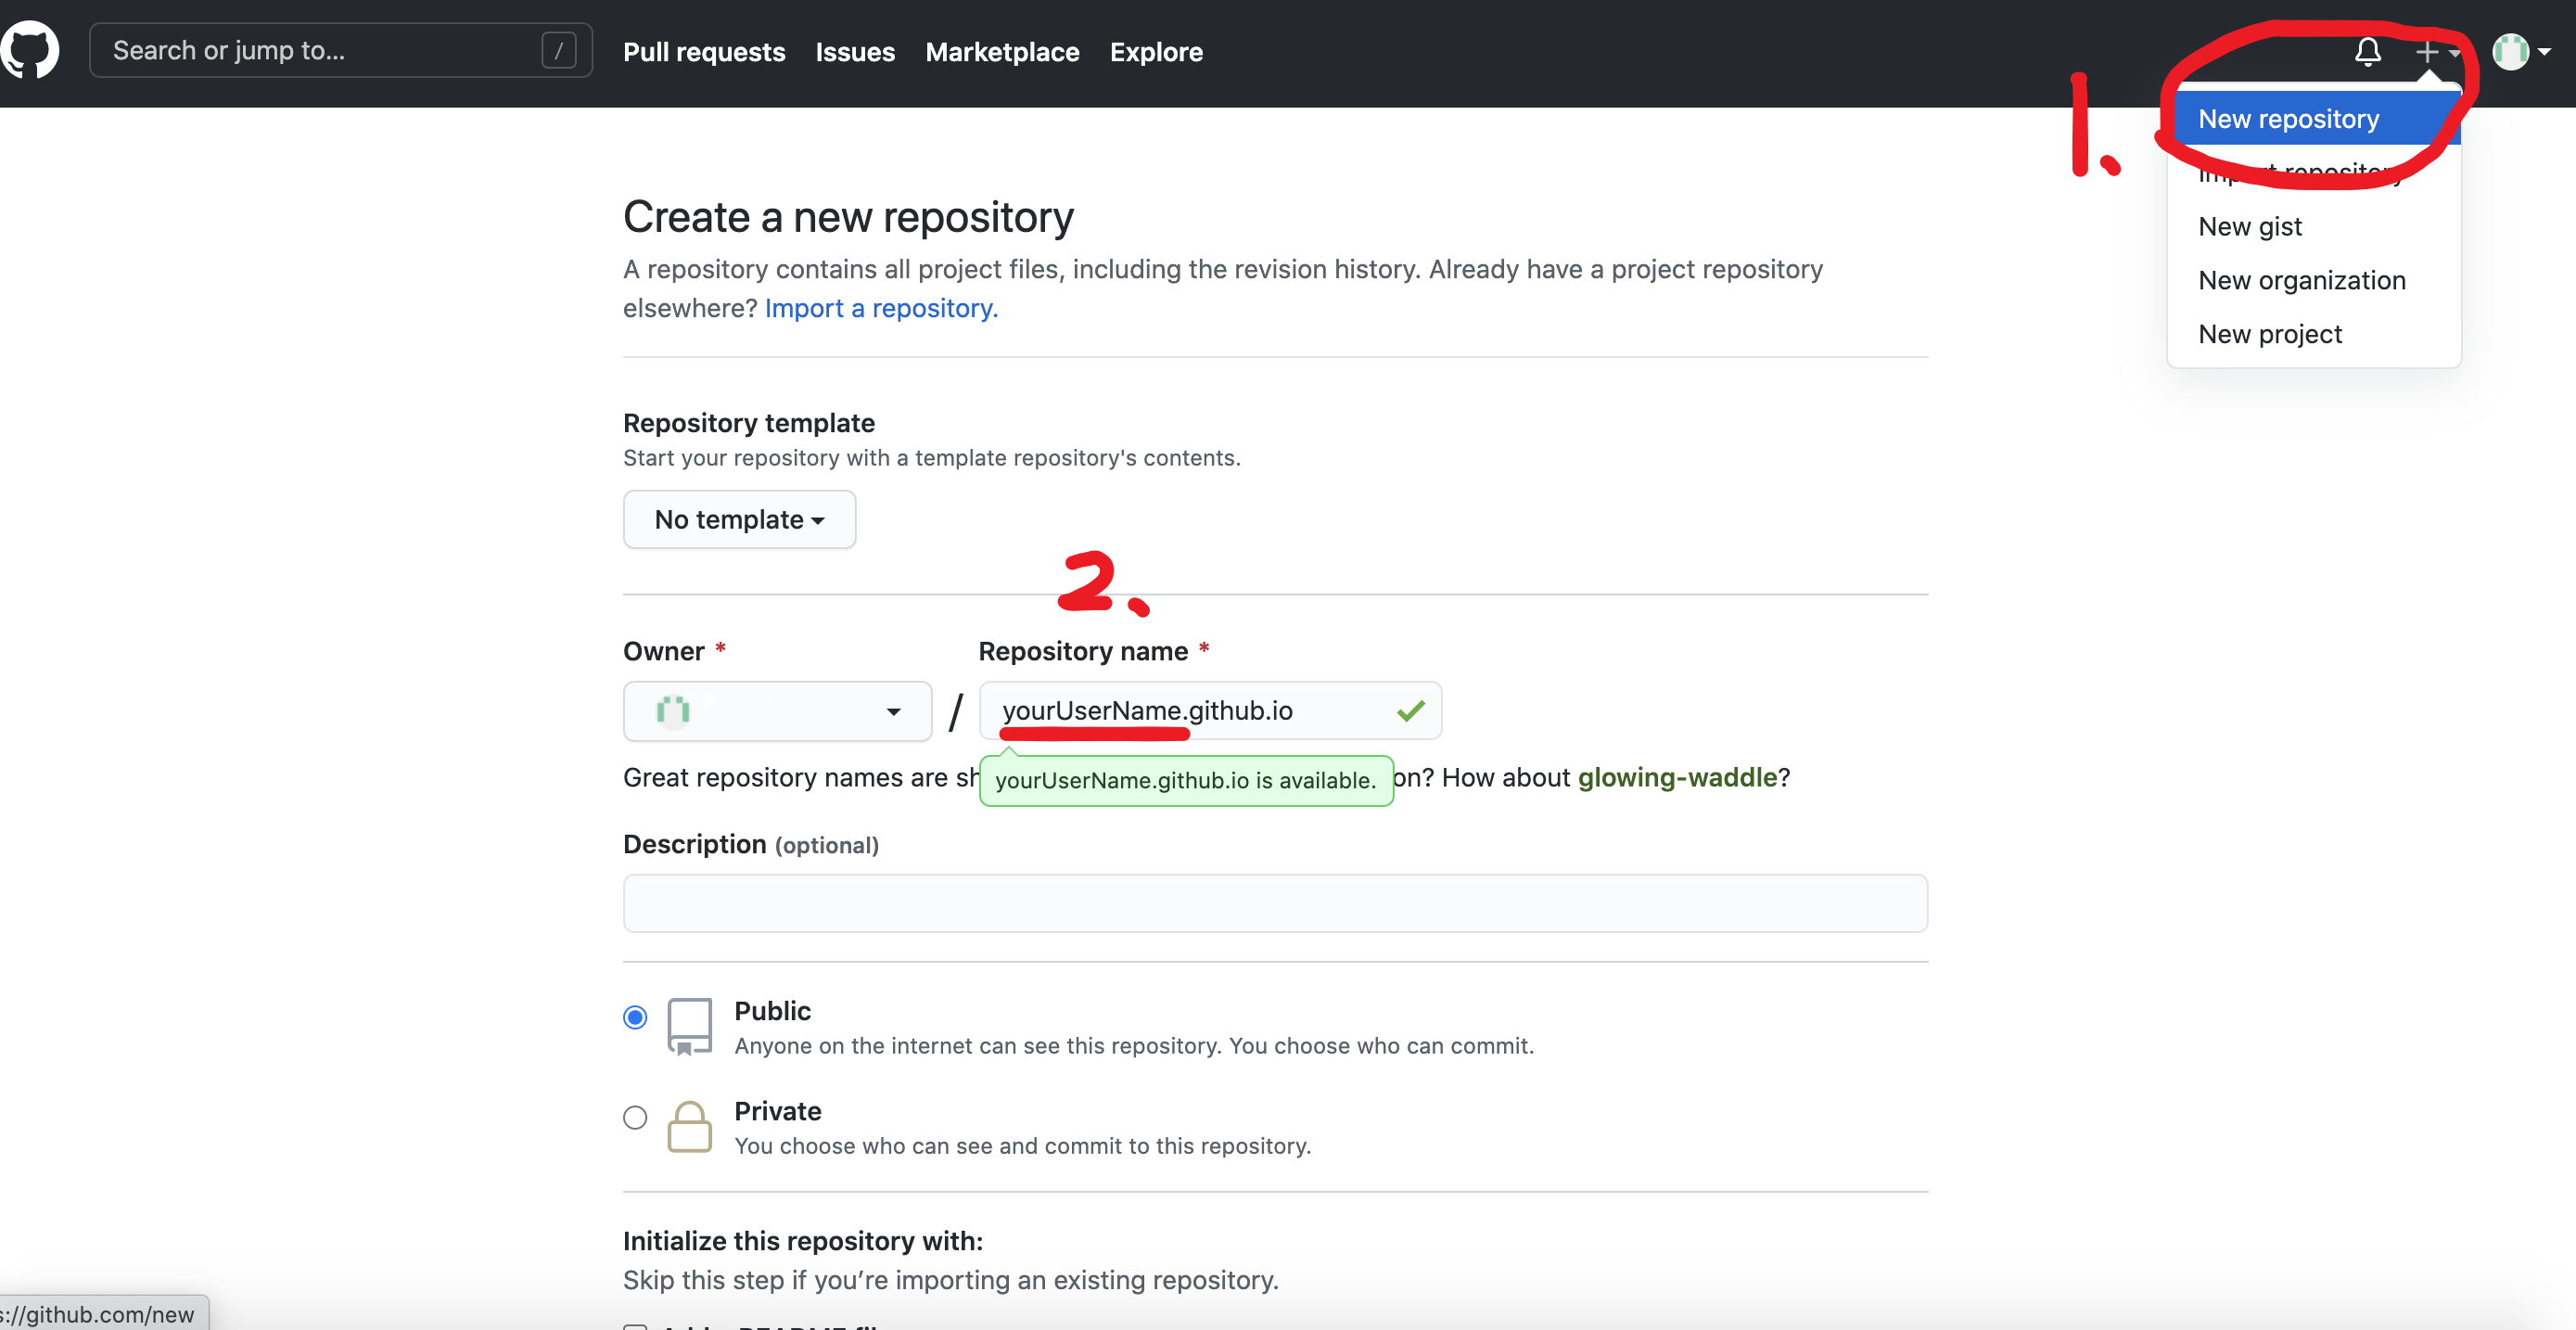 Search or jump to... /
Pull requests Issues Marketplace Explore
1.
New repository
Import repository
New gist
New organization
New project
Create a new repository
A repository contains all project files, including the revision history. Already have a project repository
elsewhere? Import a repository.
Repository template
Start your repository with a template repository's contents.
No template
2.
Owner *
Repository name *
/ yourUserName.github.io
Great repository names are sh
yourUserName.github.io is available.
on? How about glowing-waddle?
Description (optional)
Public
Anyone on the internet can see this repository. You choose who can commit.
Private
You choose who can see and commit to this repository.
Initialize this repository with:
Skip this step if you’re importing an existing repository.
s://github.com/new